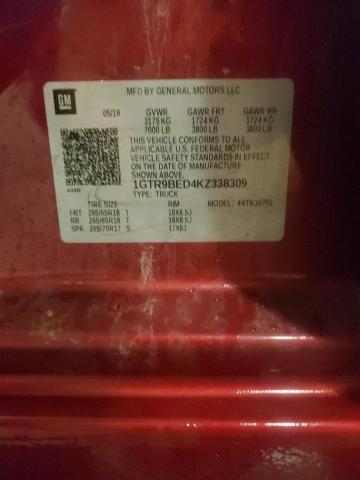 MFD BY GENERAL MOTORS LLC
GM
05/19 GVWR GAWR FRT GAWR RR
3175 KG 1724 KG 1724 KG
7000 LB 3800 LB 3800 LB
THIS VEHICLE CONFORMS TO ALL
APPLICABLE U.S. FEDERAL MOTOR
VEHICLE SAFETY STANDARDS IN EFFECT
ON THE DATE OF MANUFACTURE
SHOWN ABOVE.
1GTR9BED4KZ338309
TYPE: TRUCK
TIRE SIZE RIM MODEL:
FRT 265/65R18 T 18X8.5J
RR 265/65R18 T 18X8.5J
SPA 265/70R17 S 17X8J